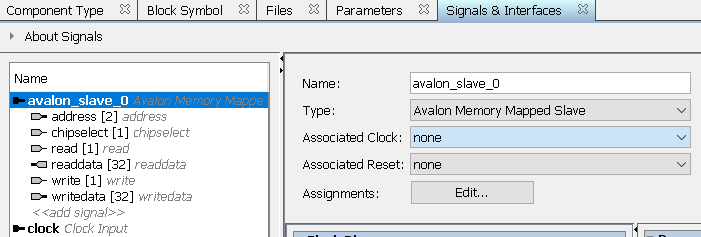 Component Type Block Symbol Files Parameters Signals & Interfaces
About Signals
Name
avalon_slave_0 Avalon Memory Mappe
address [2] address
chipselect [1] chipselect
read [1] read
readdata [32] readdata
write [1] write
writedata [32] writedata
<<add signal>>
clock Clock Input
Name: avalon_slave_0
Type: Avalon Memory Mapped Slave
Associated Clock: none
Associated Reset: none
Assignments: Edit...